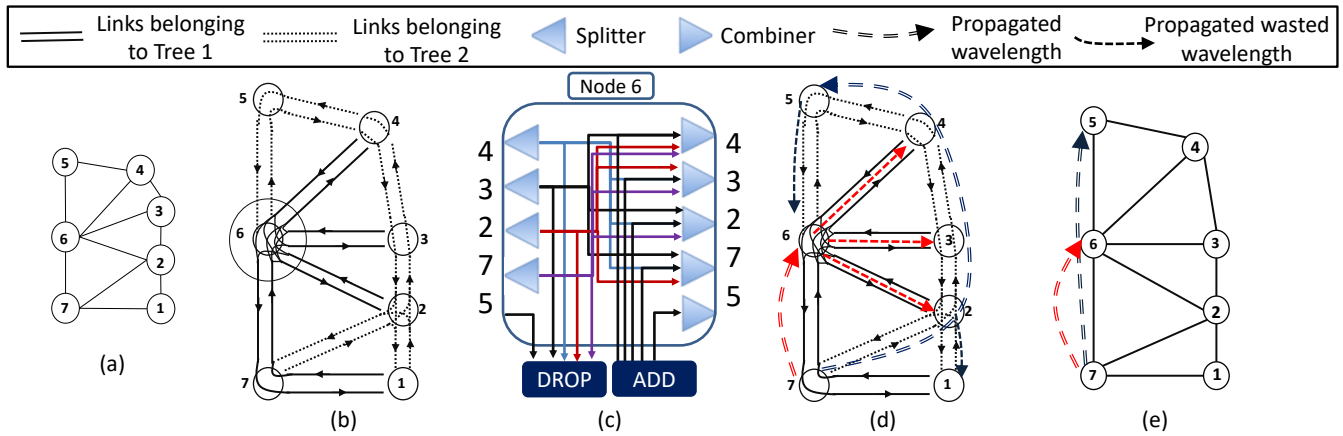 Links belonging
to Tree 1
Links belonging
to Tree 2
Splitter
Combiner
Propagated
wavelength
Propagated wasted
wavelength
5
4
3
6
2
7
1
(a)
5
4
6
3
2
7
1
(b)
Node 6
4
3
2
7
5
4
3
2
7
5
DROP
ADD
(c)
5
4
6
3
2
7
1
(d)
5
4
6
3
2
7
1
(e)